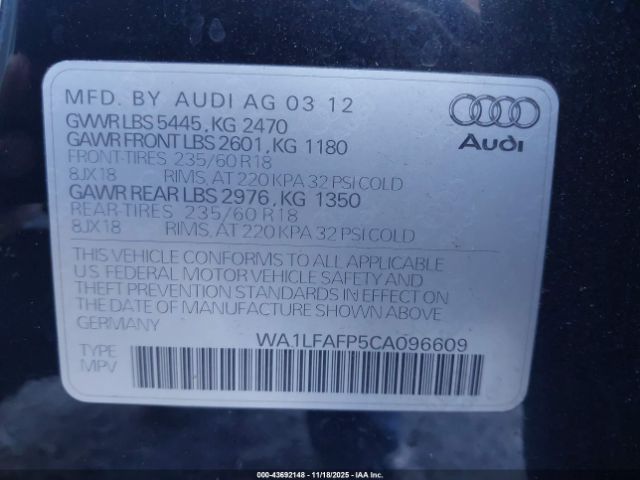 MFD. BY AUDI AG 03 12
GVWR LBS 5445, KG 2470
GAWR FRONT LBS 2601, KG 1180
FRONT-TIRES 235/60 R18
8JX18 RIMS, AT 220 KPA 32 PSI COLD
GAWR REAR LBS 2976, KG 1350
REAR-TIRES 235/60 R18
8JX18 RIMS, AT 220 KPA 32 PSI COLD
Audi
THIS VEHICLE CONFORMS TO ALL APPLICABLE
U.S. FEDERAL MOTOR VEHICLE SAFETY AND
THEFT PREVENTION STANDARDS IN EFFECT ON
THE DATE OF MANUFACTURE SHOWN ABOVE.
GERMANY
WA1LFAFP5CA096609
TYPE
MPV
000-43692148 - 11/18/2025 - IAA Inc.